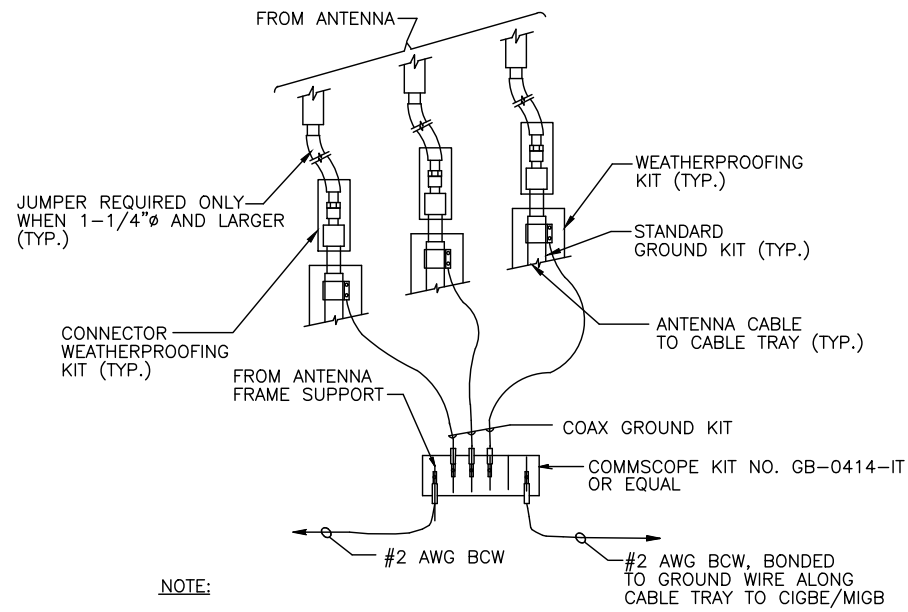 FROM ANTENNA
JUMPER REQUIRED ONLY
WHEN 1-1/4"ø AND LARGER
(TYP.)
WEATHERPROOFING
KIT (TYP.)
STANDARD
GROUND KIT (TYP.)
CONNECTOR
WEATHERPROOFING
KIT (TYP.)
ANTENNA CABLE
TO CABLE TRAY (TYP.)
FROM ANTENNA
FRAME SUPPORT
COAX GROUND KIT
COMMSCOPE KIT NO. GB-0414-IT
OR EQUAL
#2 AWG BCW
#2 AWG BCW, BONDED
TO GROUND WIRE ALONG
CABLE TRAY TO CIGBE/MIGB
NOTE: